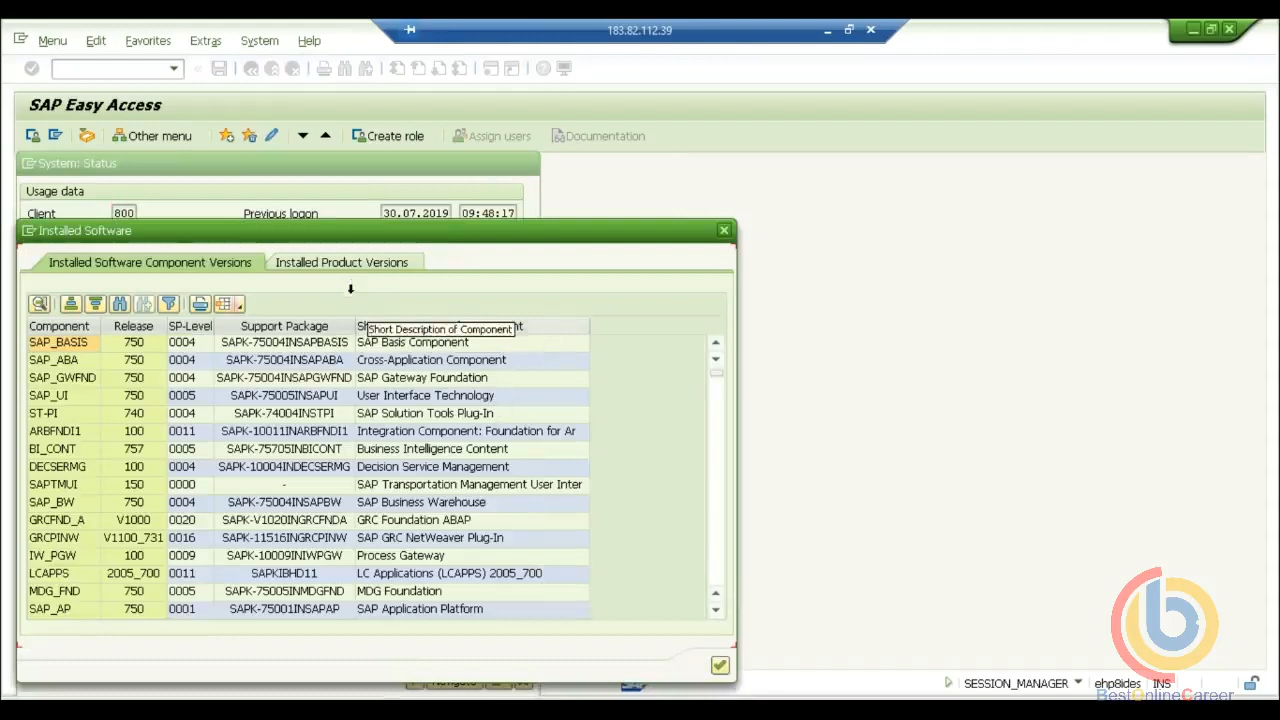 183.82.112.39
Menu Edit Favorites Extras System Help
SAP Easy Access
Other menu Create role Assign users Documentation
System: Status
Usage data
Client 800 Previous logon 30.07.2019 09:48:17
Installed Software
Installed Software Component Versions Installed Product Versions
Component Release SP-Level Support Package
Short Description of Component
SAP_BASIS 750 0004 SAPK-75004INSAPBASIS SAP Basis Component
SAP_ABA 750 0004 SAPK-75004INSAPABA Cross-Application Component
SAP_GWFND 750 0004 SAPK-75004INSAPGWFND SAP Gateway Foundation
SAP_UI 750 0005 SAPK-75005INSAPUI User Interface Technology
ST-PI 740 0004 SAPK-74004INSTPI SAP Solution Tools Plug-In
ARBFNDI1 100 0011 SAPK-10011INARBFNDI1 Integration Component: Foundation for Ar
BI_CONT 757 0005 SAPK-75705INBICONT Business Intelligence Content
DECSERMG 100 0004 SAPK-10004INDECSERMG Decision Service Management
SAPTMUI 150 0000 - SAP Transportation Management User Inter
SAP_BW 750 0004 SAPK-75004INSAPBW SAP Business Warehouse
GRCFND_A V1000 0020 SAPK-V1020INGRCFNDA GRC Foundation ABAP
GRCPINW V1100_731 0016 SAPK-11516INGRCPINW SAP GRC NetWeaver Plug-In
IW_PGW 100 0009 SAPK-10009INIWPGW Process Gateway
LCAPPS 2005_700 0011 SAPKIBHD11 LC Applications (LCAPPS) 2005_700
MDG_FND 750 0005 SAPK-75005INMDGFND MDG Foundation
SAP_AP 750 0001 SAPK-75001INSAPAP SAP Application Platform
SESSION_MANAGER ehp8ides INS
BestOnlineCareer